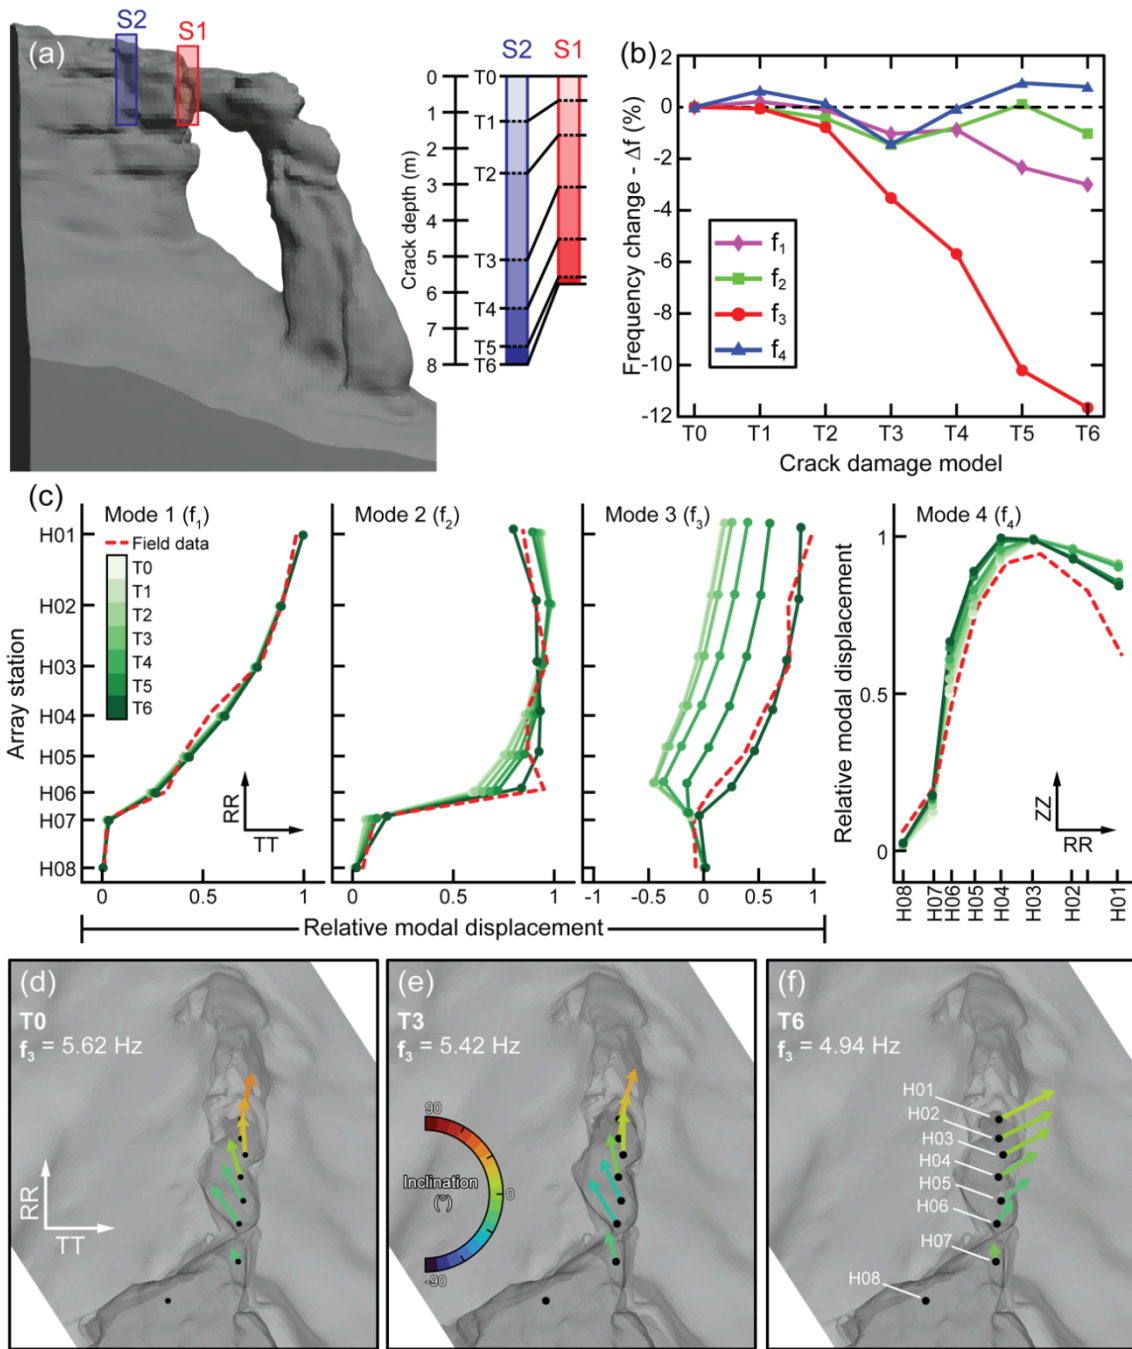 (a)
S2
S1
S2
S1
Crack depth (m)
0
1
2
3
4
5
6
7
8
T0
T1
T2
T3
T4
T5
T6
(b)
Frequency change - Δf (%)
2
0
-2
-4
-6
-8
-10
-12
f₁
f₂
f₃
f₄
T0
T1
T2
T3
T4
T5
T6
Crack damage model
(c)
Array station
H01
H02
H03
H04
H05
H06
H07
H08
Mode 1 (f₁)
Field data
T0
T1
T2
T3
T4
T5
T6
RR
TT
0
0.5
1
Mode 2 (f₂)
0
0.5
1
Mode 3 (f₃)
-1
-0.5
0
0.5
1
Relative modal displacement
Mode 4 (f₄)
Relative modal displacement
1
0.5
0
ZZ
RR
H08
H07
H06
H05
H04
H03
H02
H01
(d)
T0
f₃ = 5.62 Hz
RR
TT
(e)
T3
f₃ = 5.42 Hz
90
Inclination
(°)
0
-90
(f)
T6
f₃ = 4.94 Hz
H01
H02
H03
H04
H05
H06
H07
H08